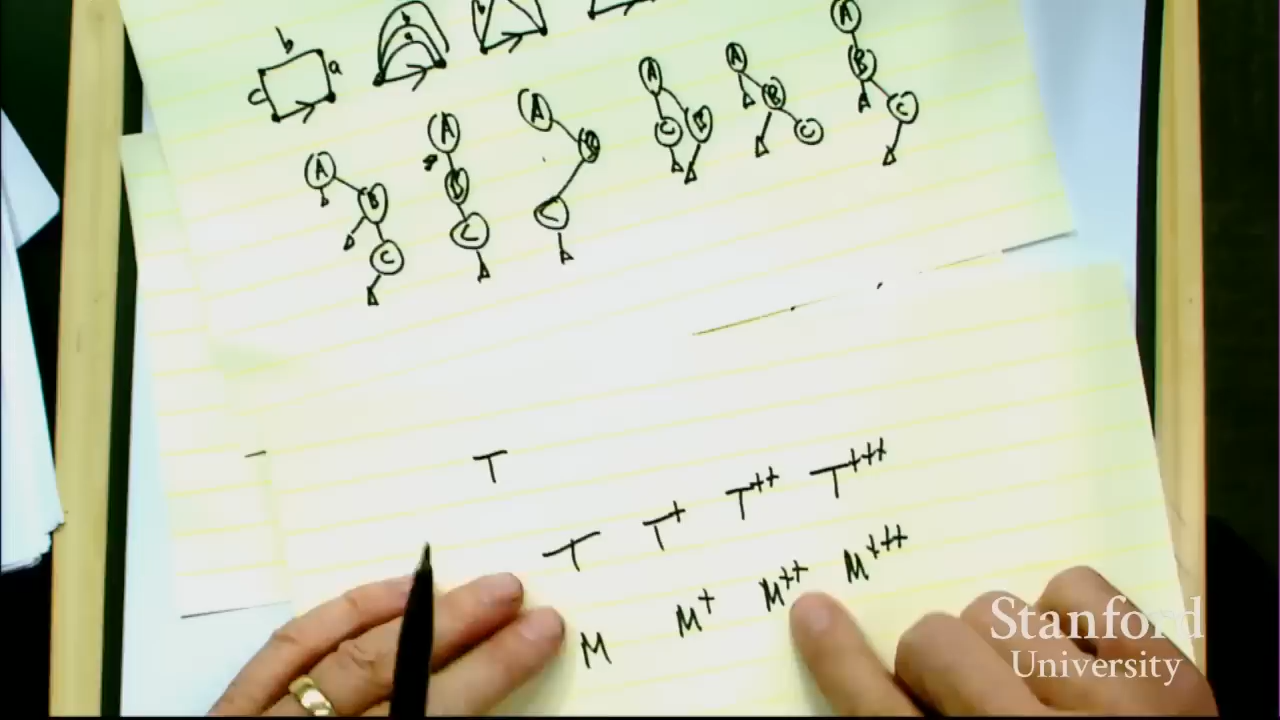 b
a
c
b
a
b
A B C
A B C
A B C
A C B
A B C
A B C
T
T T⁺ T⁺⁺ T⁺⁺⁺
M M⁺ M⁺⁺ M⁺⁺⁺
Stanford
University